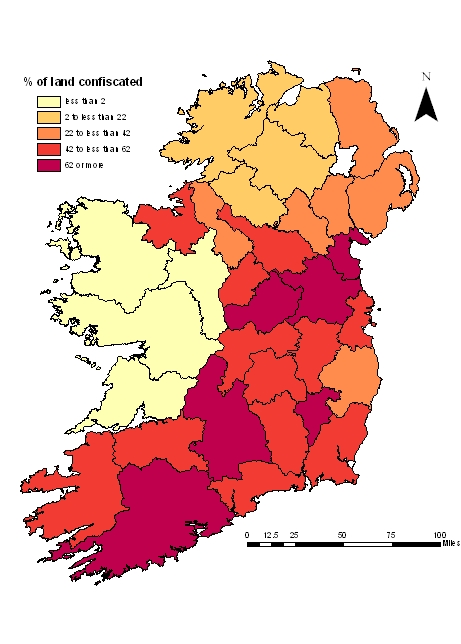 % of land confiscated
less than 2
2 to less than 22
22 to less than 42
42 to less than 62
62 or more
N
0 12.5 25 50 75 100
Miles